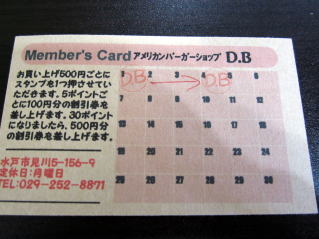 Member's Card アメリカンバーガーショップ D.B
お買い上げ500円ごとに
スタンプを1つ押させてい
ただきます。5ポイントご
とに100円分の割引券を
差し上げます。30ポイント
になりましたら、500円分
の割引券を差し上げます。
水戸市見川5-156-9
定休日:月曜日
TEL:029-252-8871
1 2 3 4 5 6
DB → DB
7 8 9 10 11 12
13 14 15 16 17 18
19 20 21 22 23 24
25 26 27 28 29 30